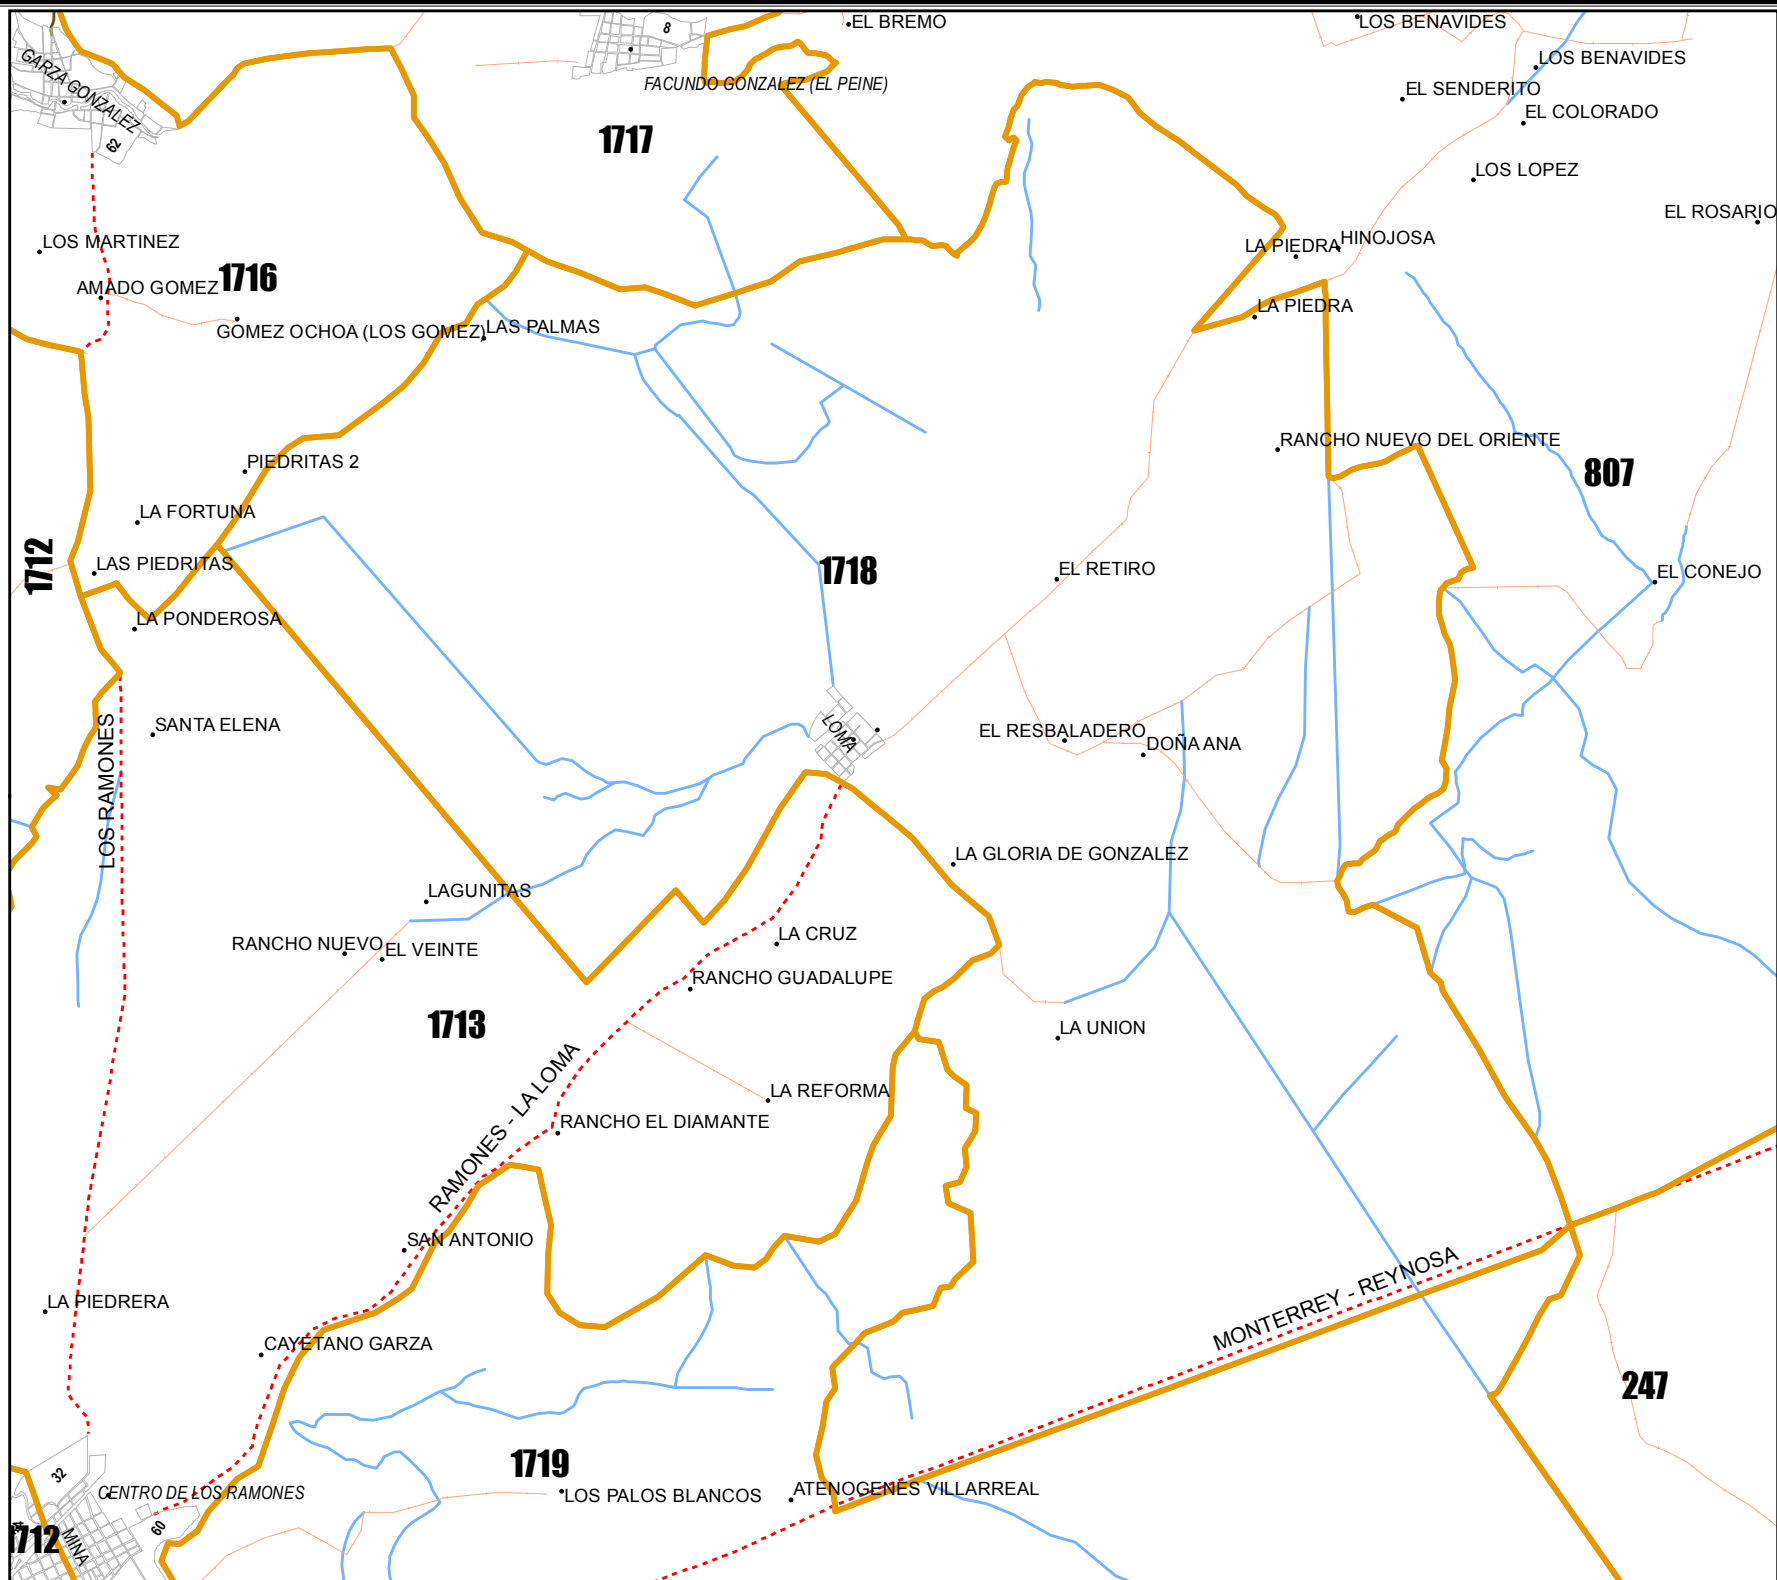 EL BREMO
LOS BENAVIDES
8
GARZA GONZALEZ
LOS BENAVIDES
FACUNDO GONZALEZ (EL PEINE)
EL SENDERITO
EL COLORADO
1717
62
LOS LOPEZ
EL ROSARIO
LOS MARTINEZ
HINOJOSA
LA PIEDRA
1716
AMADO GOMEZ
LA PIEDRA
GOMEZ OCHOA (LOS GOMEZ)
LAS PALMAS
RANCHO NUEVO DEL ORIENTE
PIEDRITAS 2
807
LA FORTUNA
1712
LAS PIEDRITAS
1718
EL RETIRO
EL CONEJO
LA PONDEROSA
SANTA ELENA
LOMA
EL RESBALADERO
DOÑA ANA
LOS RAMONES
LA GLORIA DE GONZALEZ
LAGUNITAS
LA CRUZ
RANCHO NUEVO
EL VEINTE
RANCHO GUADALUPE
1713
LA UNION
LA REFORMA
RAMONES - LA LOMA
RANCHO EL DIAMANTE
SAN ANTONIO
LA PIEDRERA
MONTERREY - REYNOSA
CAYETANO GARZA
247
1719
32
CENTRO DE LOS RAMONES
LOS PALOS BLANCOS
ATENOGENES VILLARREAL
60
1712
MINA